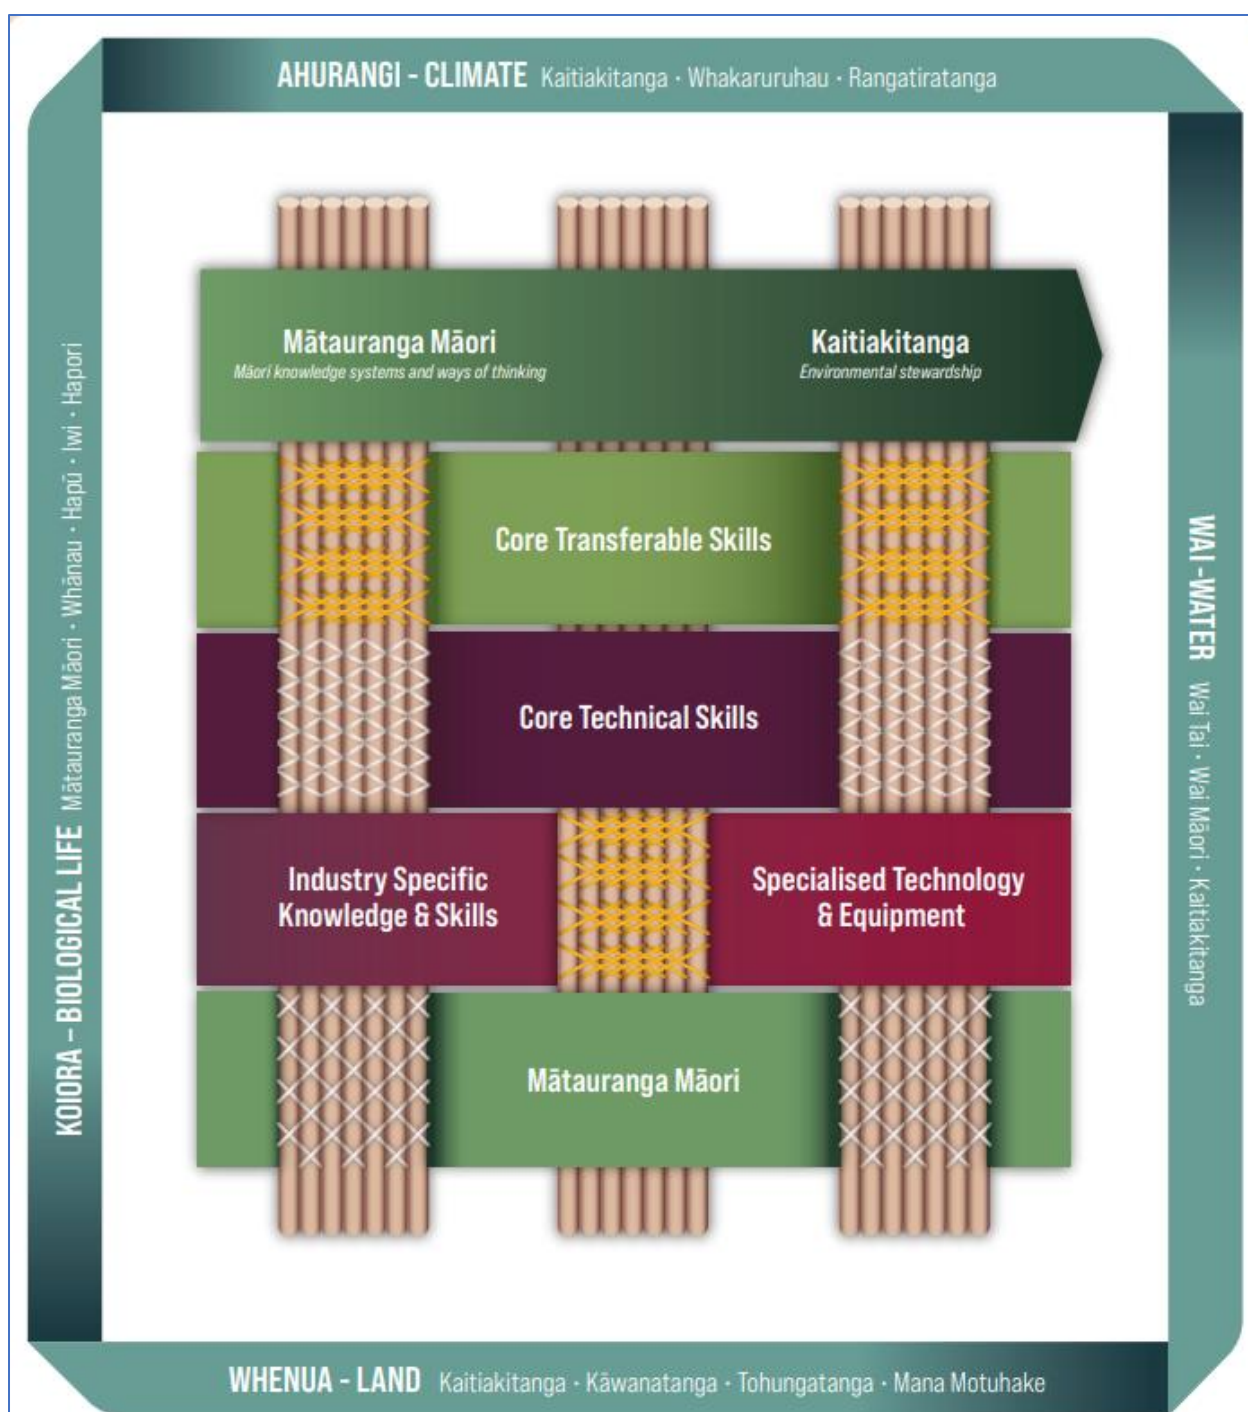 AHURANGI - CLIMATE Kaitiakitanga · Whakaruruhau · Rangatiratanga
Mātauranga Māori
Māori knowledge systems and ways of thinking
Kaitiakitanga
Environmental stewardship
Core Transferable Skills
Core Technical Skills
Industry Specific
Knowledge & Skills
Specialised Technology
& Equipment
Mātauranga Māori
KOIORA – BIOLOGICAL LIFE Mātauranga Māori · Whānau · Hapū · Iwi · Hapori
WAI -WATER Wai Tai · Wai Māori · Kaitiakitanga
WHENUA - LAND Kaitiakitanga · Kāwanatanga · Tohungatanga · Mana Motuhake